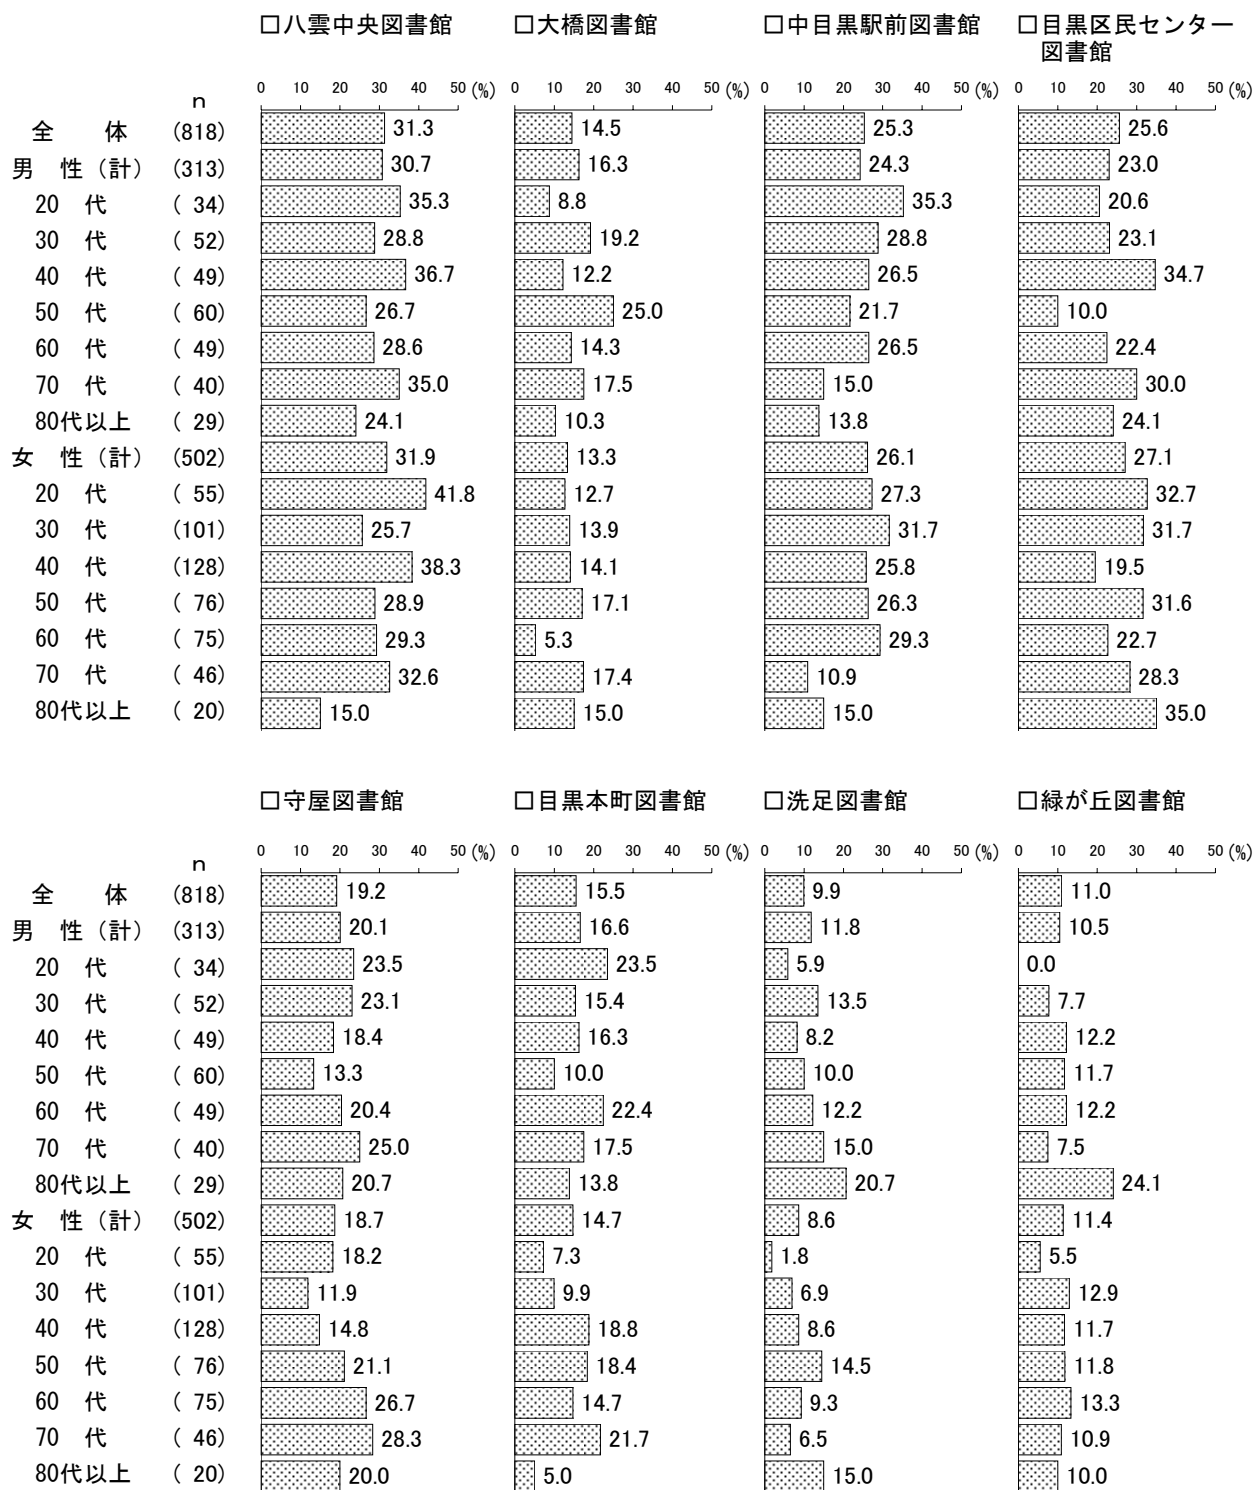 □八雲中央図書館 □大橋図書館 □中目黒駅前図書館 □目黒区民センター
図書館
n 0 10 20 30 40 50 (%) 0 10 20 30 40 50 (%) 0 10 20 30 40 50 (%) 0 10 20 30 40 50 (%)
全 体 (818) 31.3 14.5 25.3 25.6
男 性（計） (313) 30.7 16.3 24.3 23.0
20 代 ( 34) 35.3 8.8 35.3 20.6
30 代 ( 52) 28.8 19.2 28.8 23.1
40 代 ( 49) 36.7 12.2 26.5 34.7
50 代 ( 60) 26.7 25.0 21.7 10.0
60 代 ( 49) 28.6 14.3 26.5 22.4
70 代 ( 40) 35.0 17.5 15.0 30.0
80代以上 ( 29) 24.1 10.3 13.8 24.1
女 性（計） (502) 31.9 13.3 26.1 27.1
20 代 ( 55) 41.8 12.7 27.3 32.7
30 代 (101) 25.7 13.9 31.7 31.7
40 代 (128) 38.3 14.1 25.8 19.5
50 代 ( 76) 28.9 17.1 26.3 31.6
60 代 ( 75) 29.3 5.3 29.3 22.7
70 代 ( 46) 32.6 17.4 10.9 28.3
80代以上 ( 20) 15.0 15.0 15.0 35.0
□守屋図書館 □目黒本町図書館 □洗足図書館 □緑が丘図書館
n 0 10 20 30 40 50 (%) 0 10 20 30 40 50 (%) 0 10 20 30 40 50 (%) 0 10 20 30 40 50 (%)
全 体 (818) 19.2 15.5 9.9 11.0
男 性（計） (313) 20.1 16.6 11.8 10.5
20 代 ( 34) 23.5 23.5 5.9 0.0
30 代 ( 52) 23.1 15.4 13.5 7.7
40 代 ( 49) 18.4 16.3 8.2 12.2
50 代 ( 60) 13.3 10.0 10.0 11.7
60 代 ( 49) 20.4 22.4 12.2 12.2
70 代 ( 40) 25.0 17.5 15.0 7.5
80代以上 ( 29) 20.7 13.8 20.7 24.1
女 性（計） (502) 18.7 14.7 8.6 11.4
20 代 ( 55) 18.2 7.3 1.8 5.5
30 代 (101) 11.9 9.9 6.9 12.9
40 代 (128) 14.8 18.8 8.6 11.7
50 代 ( 76) 21.1 18.4 14.5 11.8
60 代 ( 75) 26.7 14.7 9.3 13.3
70 代 ( 46) 28.3 21.7 6.5 10.9
80代以上 ( 20) 20.0 5.0 15.0 10.0